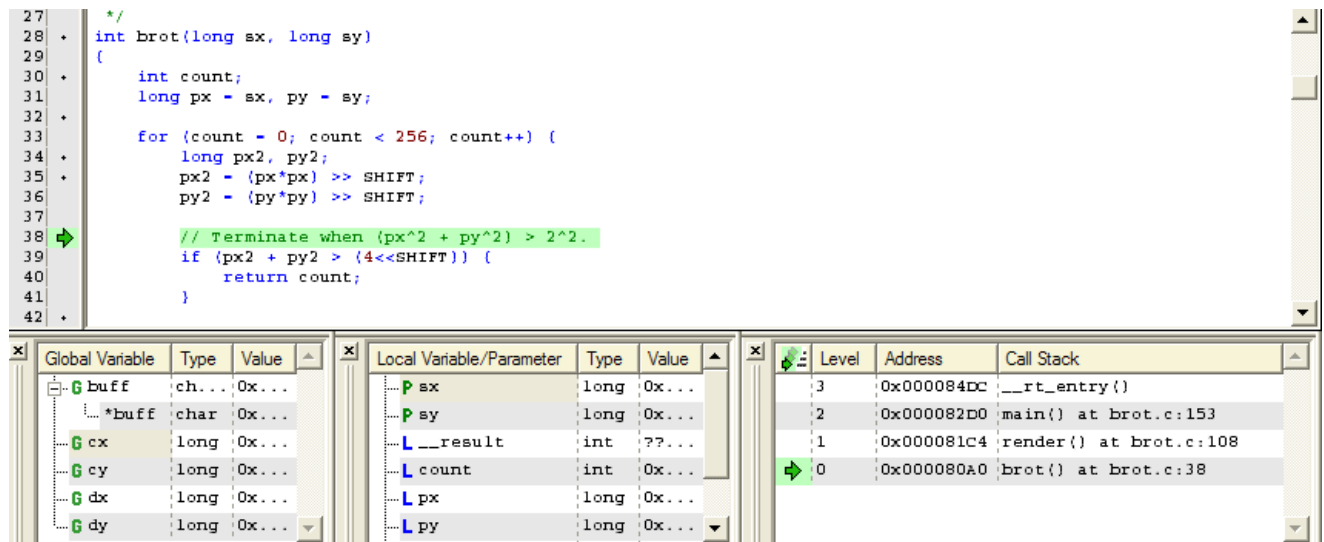 27 */
28 int brot(long sx, long sy)
29 {
30 int count;
31 long px = sx, py = sy;
32
33 for (count = 0; count < 256; count++) {
34 long px2, py2;
35 px2 = (px*px) >> SHIFT;
36 py2 = (py*py) >> SHIFT;
37
38 // Terminate when (px^2 + py^2) > 2^2.
39 if (px2 + py2 > (4<<SHIFT)) {
40 return count;
41 }
42
Global Variable Type Value
G buff ch... 0x...
*buff char 0x...
G cx long 0x...
G cy long 0x...
G dx long 0x...
G dy long 0x...
Local Variable/Parameter Type Value
P sx long 0x...
P sy long 0x...
L __result int ??...
L count int 0x...
L px long 0x...
L py long 0x...
Level Address Call Stack
3 0x000084DC __rt_entry()
2 0x000082D0 main() at brot.c:153
1 0x000081C4 render() at brot.c:108
0 0x000080A0 brot() at brot.c:38